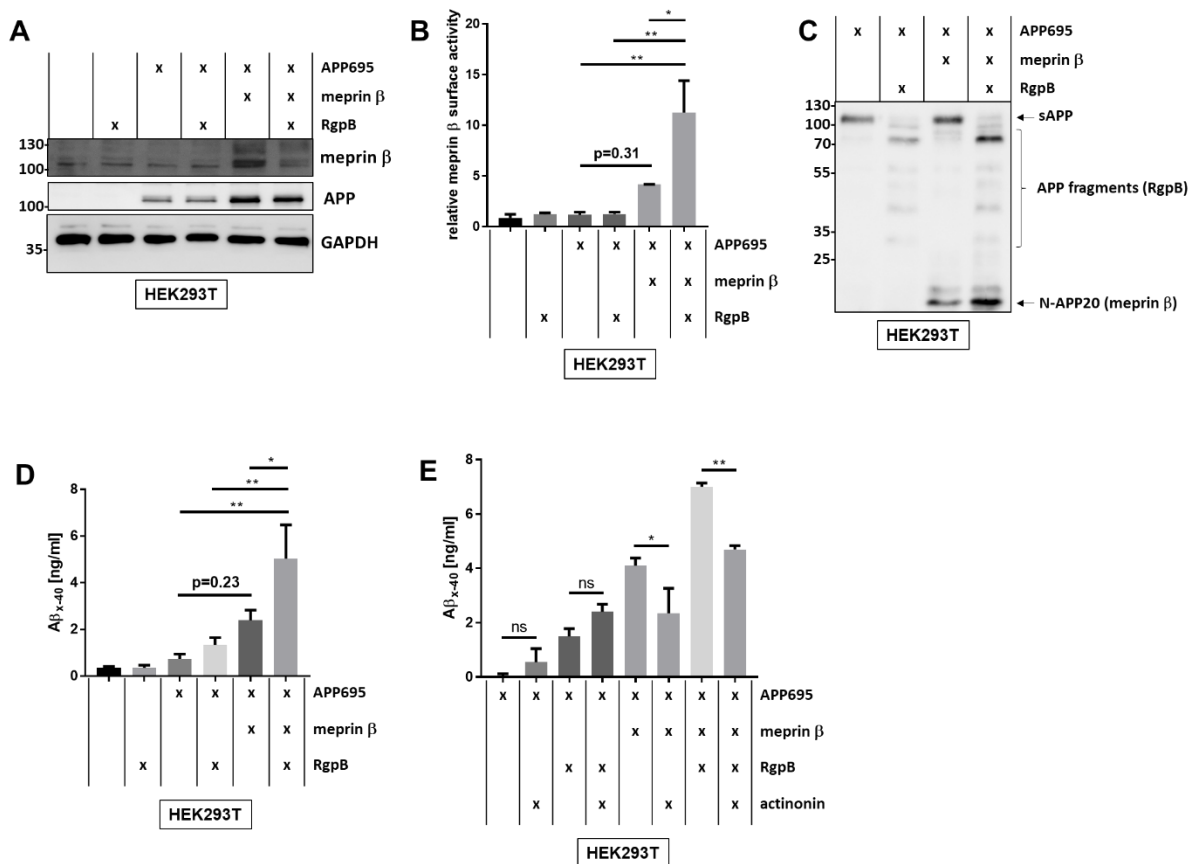 A
x x x x APP695
x x meprin β
x x x RgpB
130
100
meprin β
100
APP
35
GAPDH
HEK293T
B
relative meprin β surface activity
20
15
10
5
0
*
**
**
p=0.31
x x x x APP695
x x meprin β
x x x RgpB
HEK293T
C
x x x x APP695
x x meprin β
x x RgpB
130
100
70
55
35
25
sAPP
APP fragments (RgpB)
N-APP20 (meprin β)
HEK293T
D
Aβx-40 [ng/ml]
8
6
4
2
0
*
**
**
p=0.23
x x x x APP695
x x meprin β
x x x RgpB
HEK293T
E
Aβx-40 [ng/ml]
8
6
4
2
0
ns
ns
*
**
x x x x x x x x APP695
x x x x meprin β
x x x x RgpB
x x x x actinonin
HEK293T